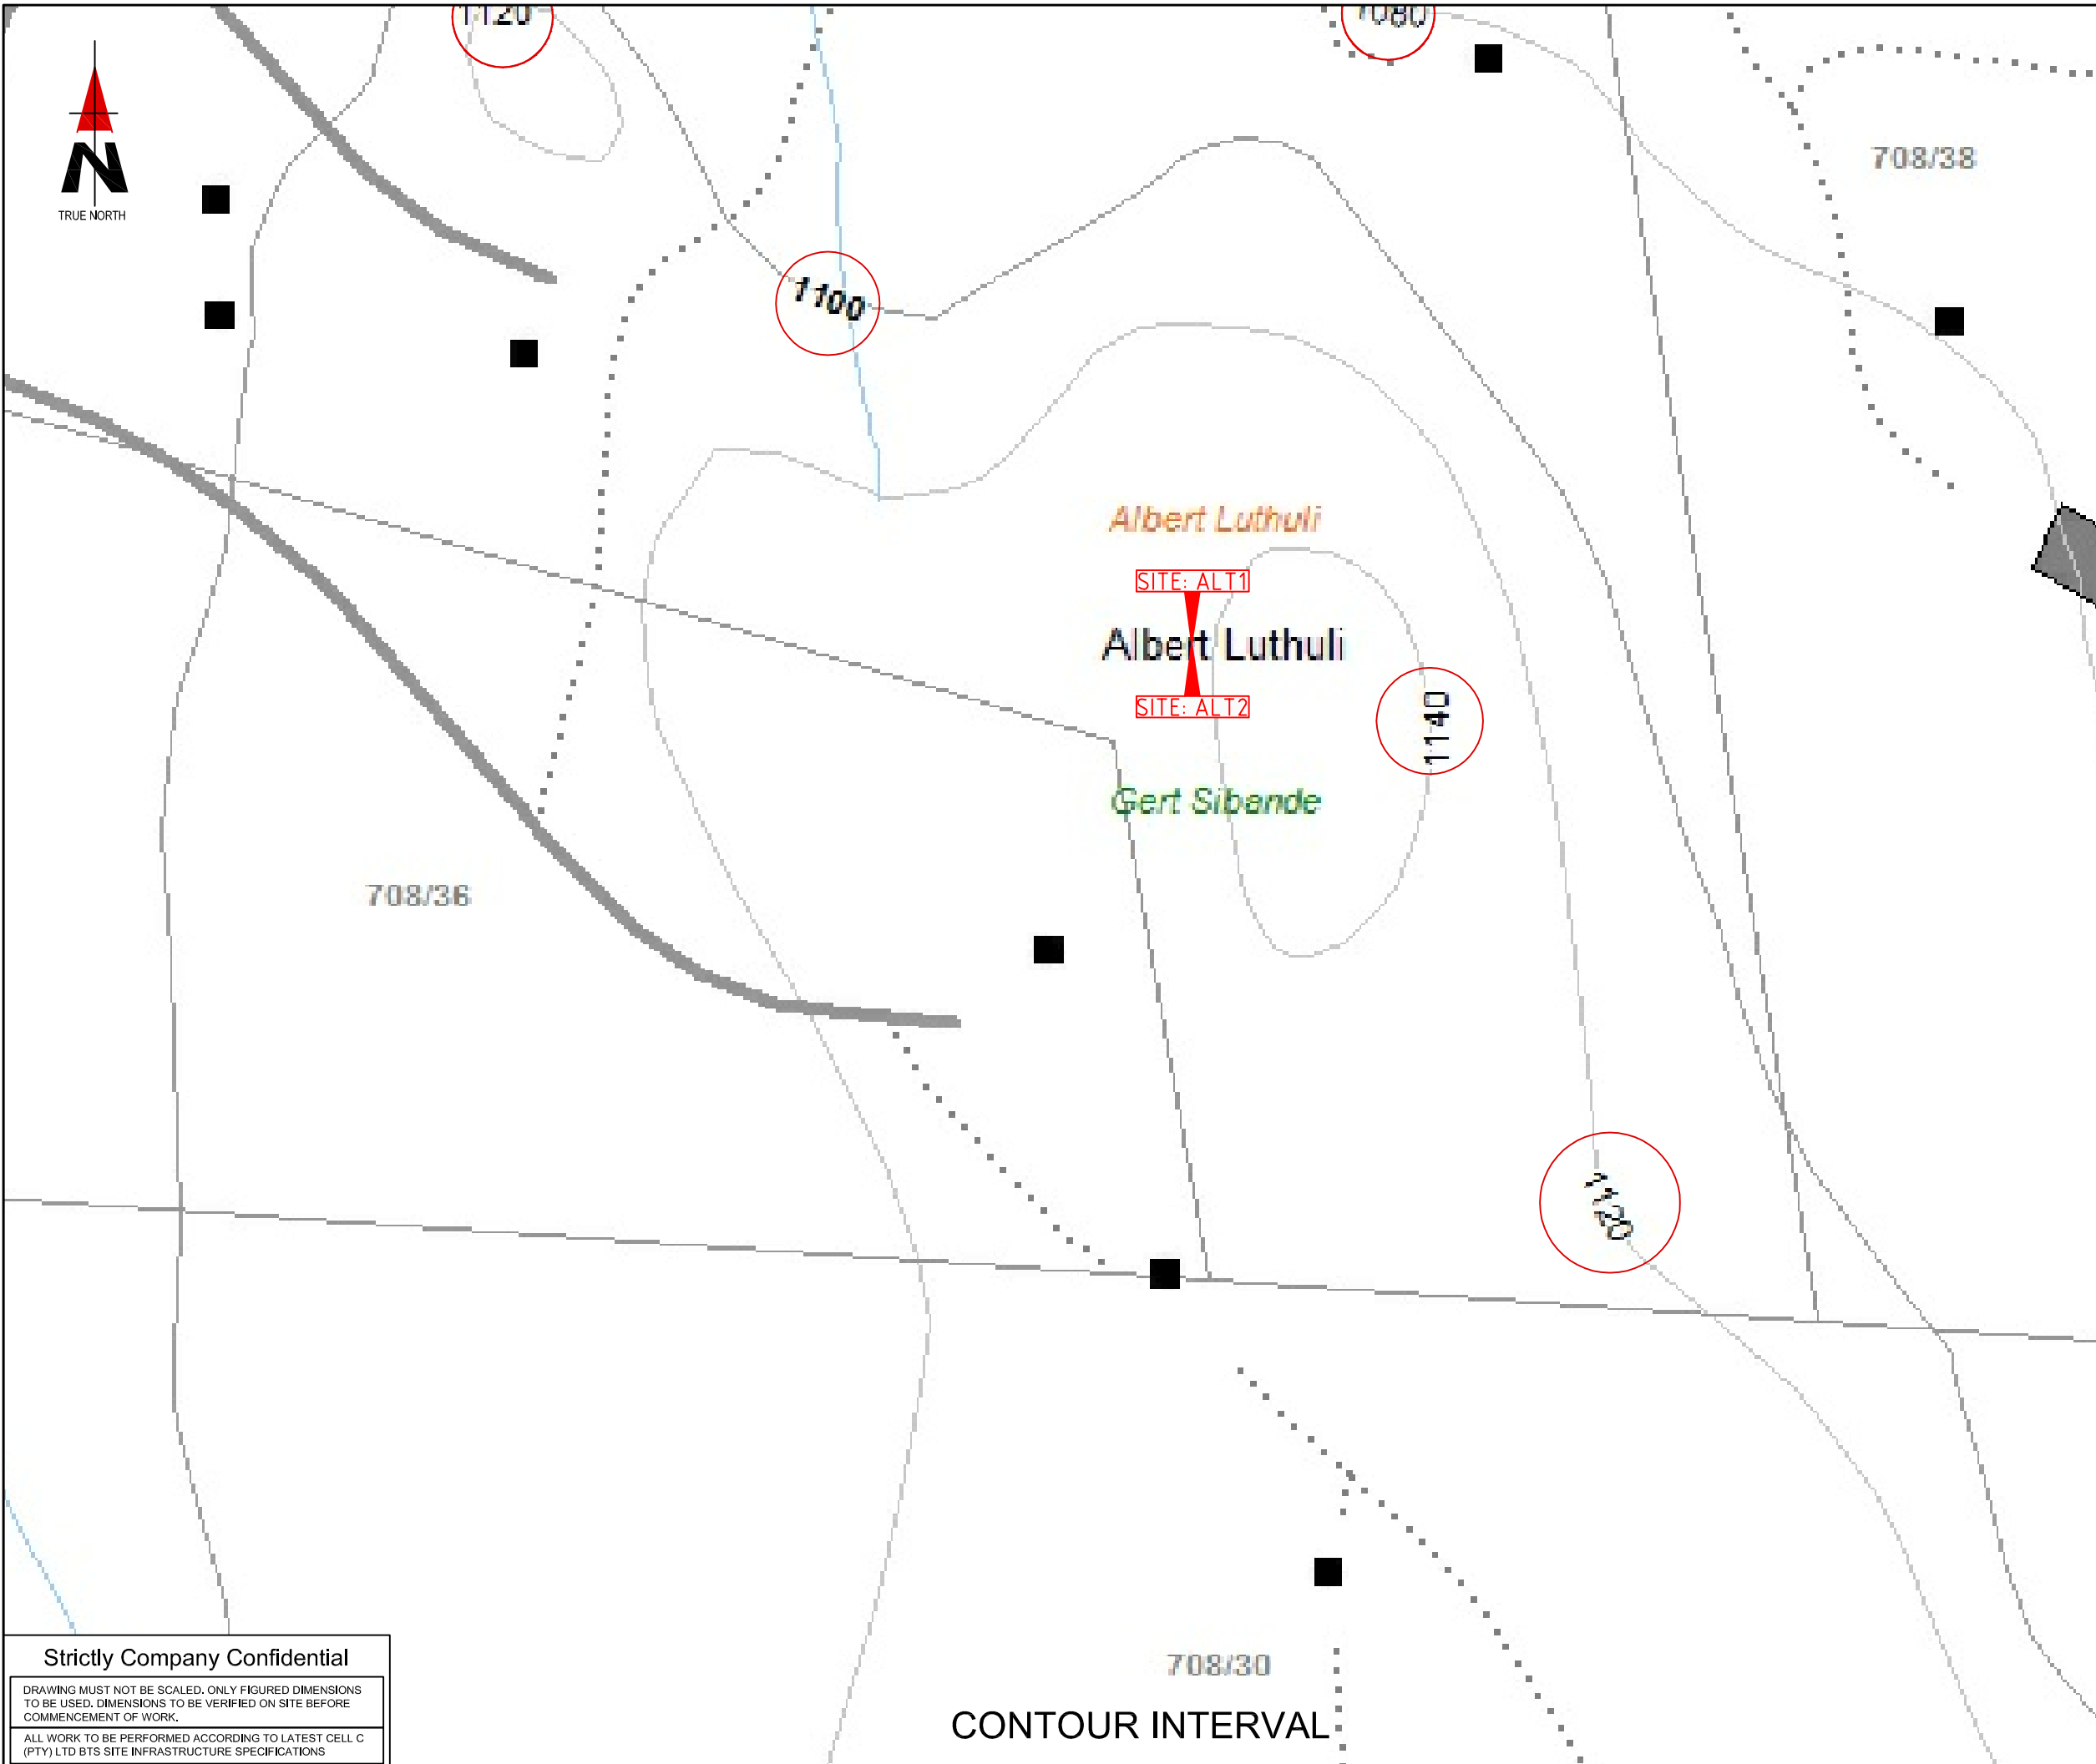 1120
1080
N
TRUE NORTH
708/38
1100
Albert Luthuli
SITE: ALT1
Albert Luthuli
SITE: ALT2
1140
Gert Sibande
708/36
1120
708/30
CONTOUR INTERVAL
Strictly Company Confidential
DRAWING MUST NOT BE SCALED. ONLY FIGURED DIMENSIONS
TO BE USED. DIMENSIONS TO BE VERIFIED ON SITE BEFORE
COMMENCEMENT OF WORK.
ALL WORK TO BE PERFORMED ACCORDING TO LATEST CELL C
(PTY) LTD BTS SITE INFRASTRUCTURE SPECIFICATIONS